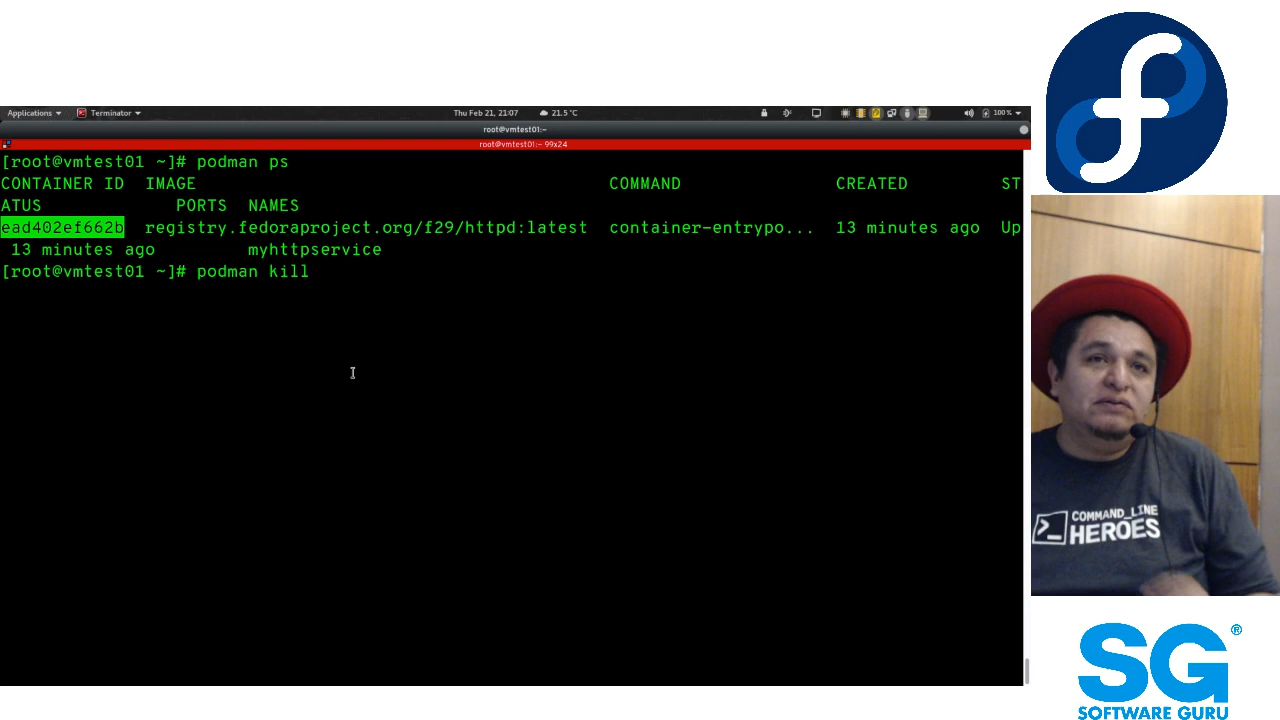 Applications
Terminator
Thu Feb 21, 21:07
21.5 °C
100 %
root@vmtest01:~
root@vmtest01:~ 99x24
[root@vmtest01 ~]# podman ps
CONTAINER ID  IMAGE                                         COMMAND               CREATED         ST
ATUS             PORTS  NAMES
ead402ef662b  registry.fedoraproject.org/f29/httpd:latest  container-entrypo...  13 minutes ago  Up
 13 minutes ago         myhttpservice
[root@vmtest01 ~]# podman kill
COMMAND_LINE
HEROES
SG®
SOFTWARE GURU